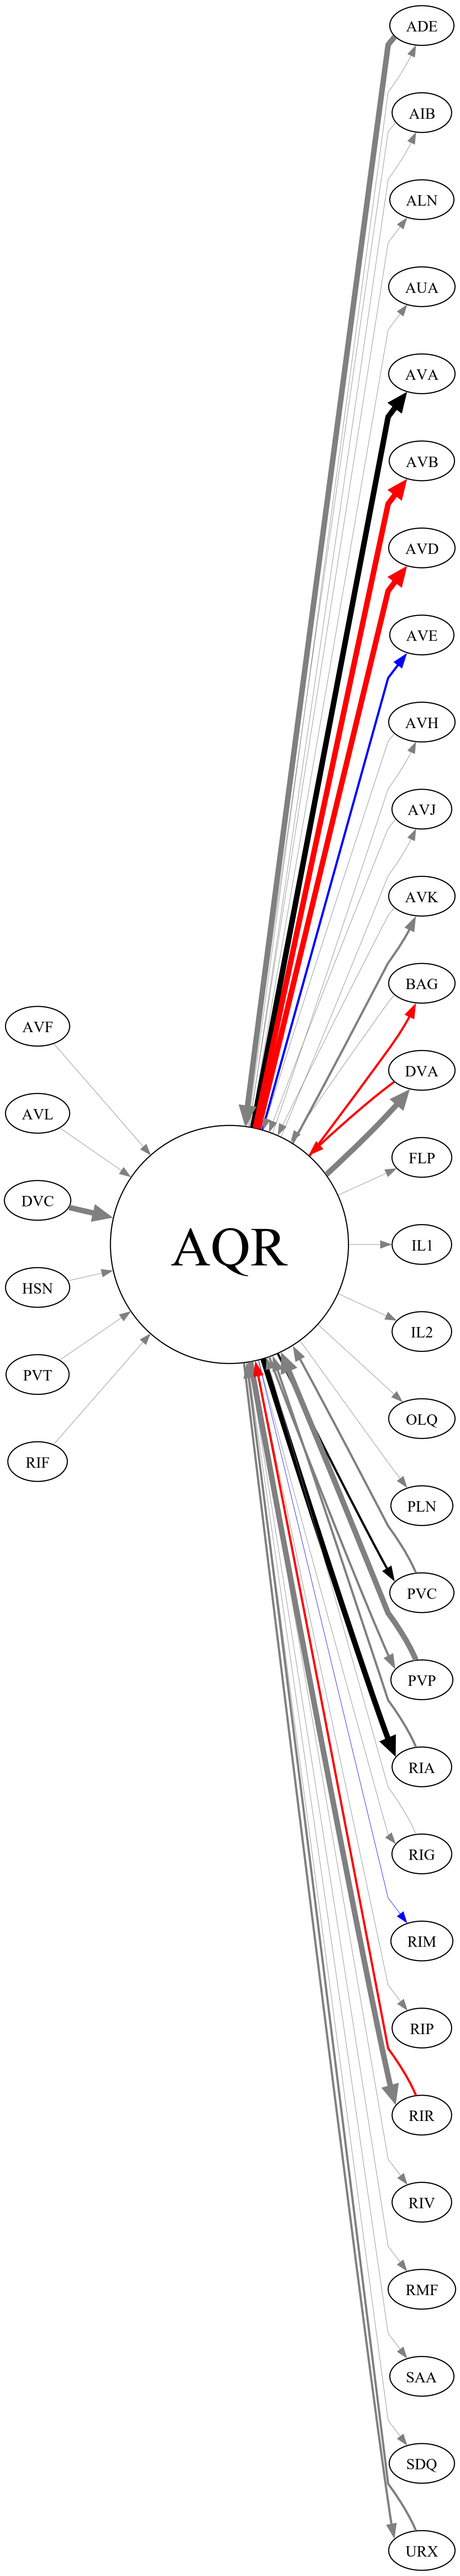 ADE
AIB
ALN
AUA
AVA
AVB
AVD
AVE
AVH
AVJ
AVK
BAG
AVF
DVA
AVL
FLP
DVC
AQR
IL1
HSN
IL2
PVT
OLQ
RIF
PLN
PVC
PVP
RIA
RIG
RIM
RIP
RIR
RIV
RMF
SAA
SDQ
URX